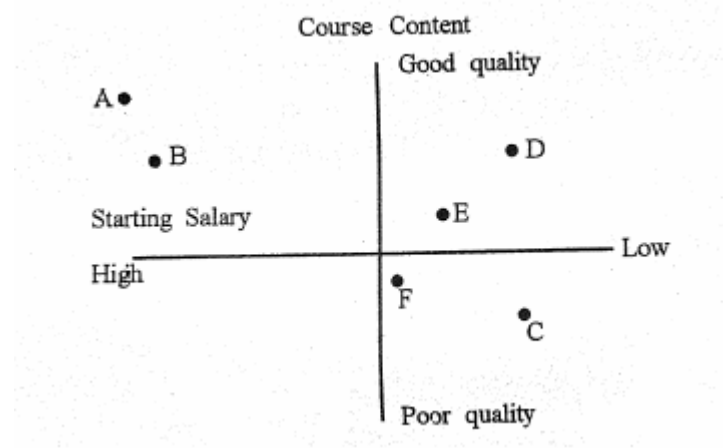 Course Content
Good quality
A
B
D
Starting Salary
E
Low
High
F
C
Poor quality